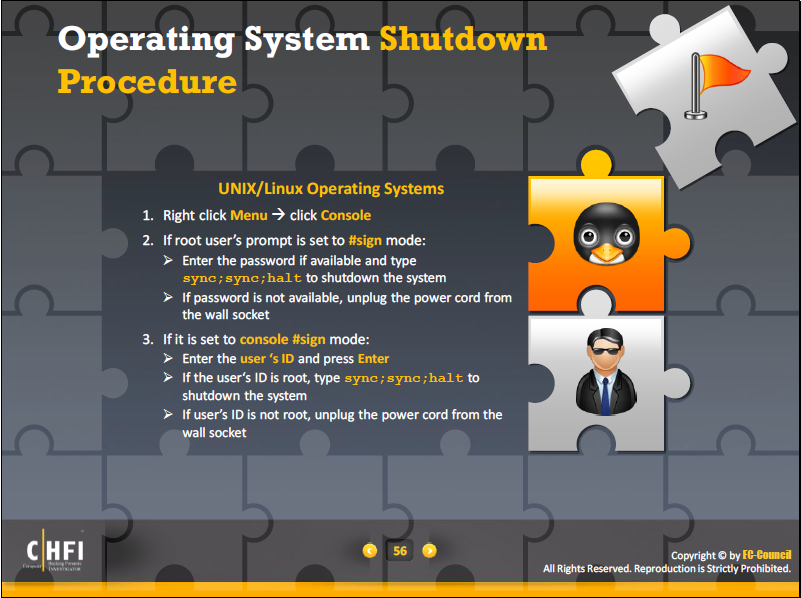 Operating System Shutdown
Procedure
UNIX/Linux Operating Systems
1. Right click Menu → click Console
2. If root user's prompt is set to #sign mode:
➢ Enter the password if available and type
sync;sync;halt to shutdown the system
➢ If password is not available, unplug the power cord from
the wall socket
3. If it is set to console #sign mode:
➢ Enter the user 's ID and press Enter
➢ If the user's ID is root, type sync;sync;halt to
shutdown the system
➢ If user's ID is not root, unplug the power cord from the
wall socket
CHFI
Computer Hacking Forensic
INVESTIGATOR
56
Copyright © by EC-Council
All Rights Reserved. Reproduction is Strictly Prohibited.